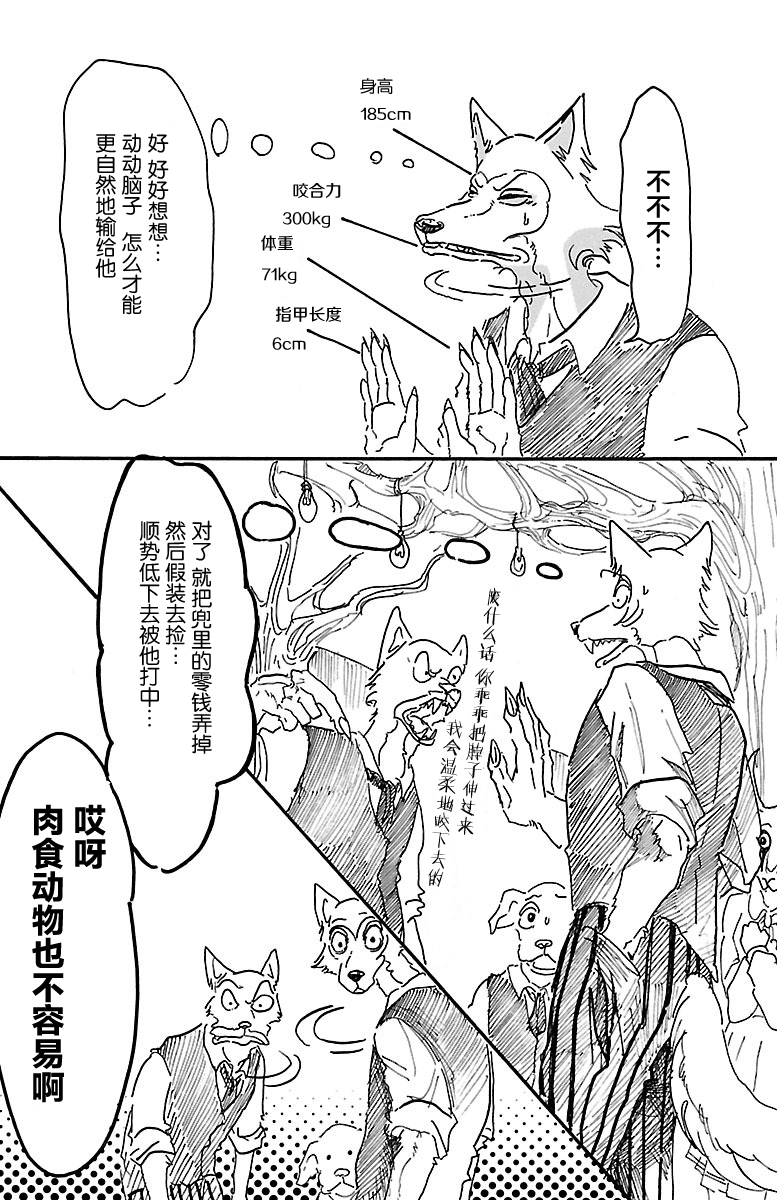 不不不…
身高
185cm
咬合力
300kg
体重
71kg
指甲长度
6cm
好 好好想想…
动动脑子 怎么才能
更自然地输给他
废什么话 你乖乖把脖子伸过来
我会温柔地咬下去的
对了 就把兜里的零钱弄掉
然后假装去捡…
顺势低下去被他打中…
哎呀
肉食动物也不容易啊